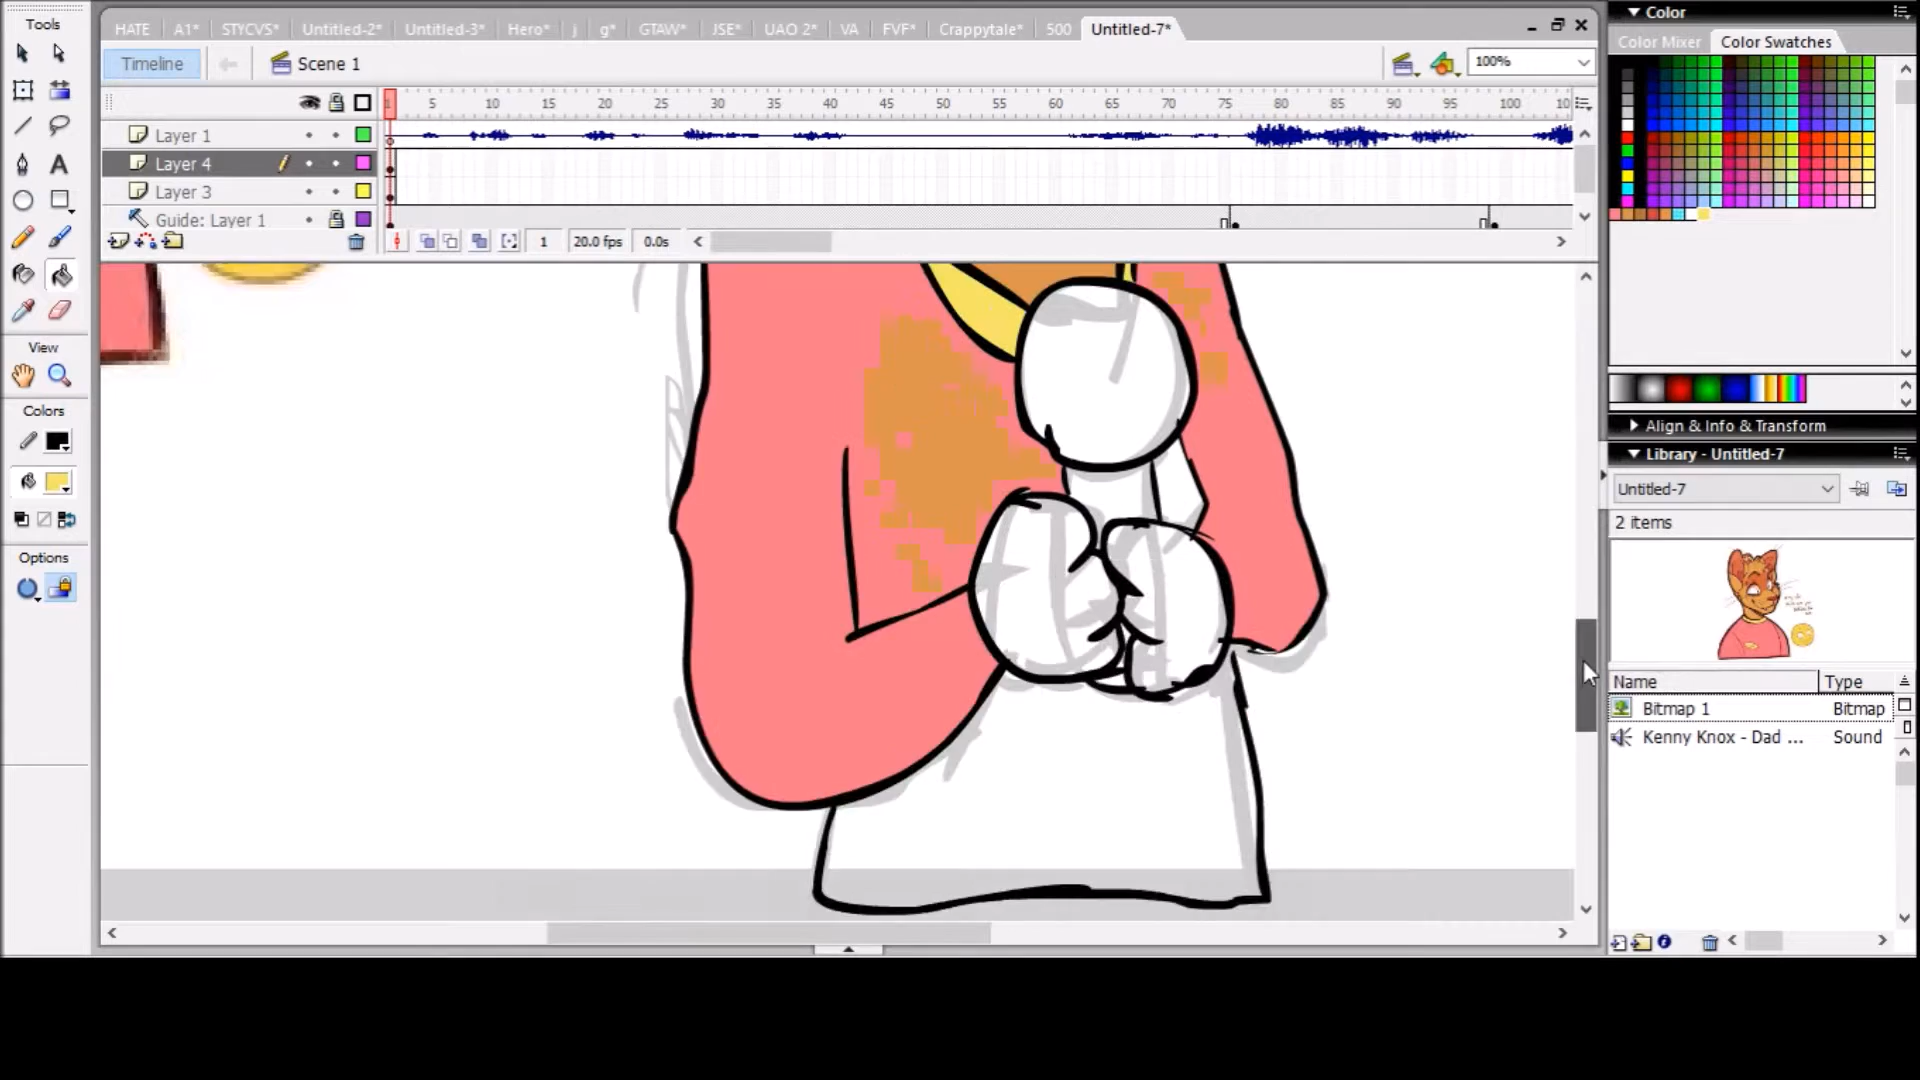 Tools
HATE A1* STYCVS* Untitled-2* Untitled-3* Hero* j g* GTAW* JSE* UAO 2* VA FVF* Crappytale* 500 Untitled-7*
Timeline Scene 1 100%
5 10 15 20 25 30 35 40 45 50 55 60 65 70 75 80 85 90 95 100 10
Layer 1
Layer 4
Layer 3
Guide: Layer 1
1 20.0 fps 0.0s
View
Colors
Options
Color
Color Mixer Color Swatches
Align & Info & Transform
Library - Untitled-7
Untitled-7
2 items
Name Type
Bitmap 1 Bitmap
Kenny Knox - Dad ... Sound